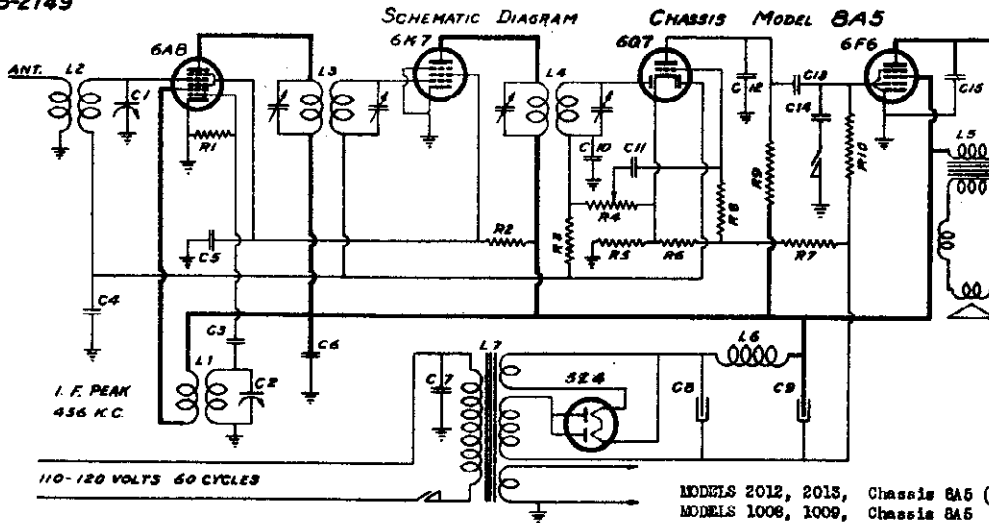 5-2149
SCHEMATIC DIAGRAM
CHASSIS MODEL 8A5
6A8
6K7
6Q7
6F6
ANT.
L2
C1
R1
L3
L4
C10
C11
C12
C13
C14
C15
R10
R9
R8
L5
R4
R3
R2
R5
R6
R7
C5
C4
C3
C6
L1
C2
L6
L7
C7
5Z4
C8
C9
I.F. PEAK
456 K.C.
110-120 VOLTS 60 CYCLES
MODELS 2012, 2013, Chassis 8A5 (
MODELS 1008, 1009, Chassis 8A5